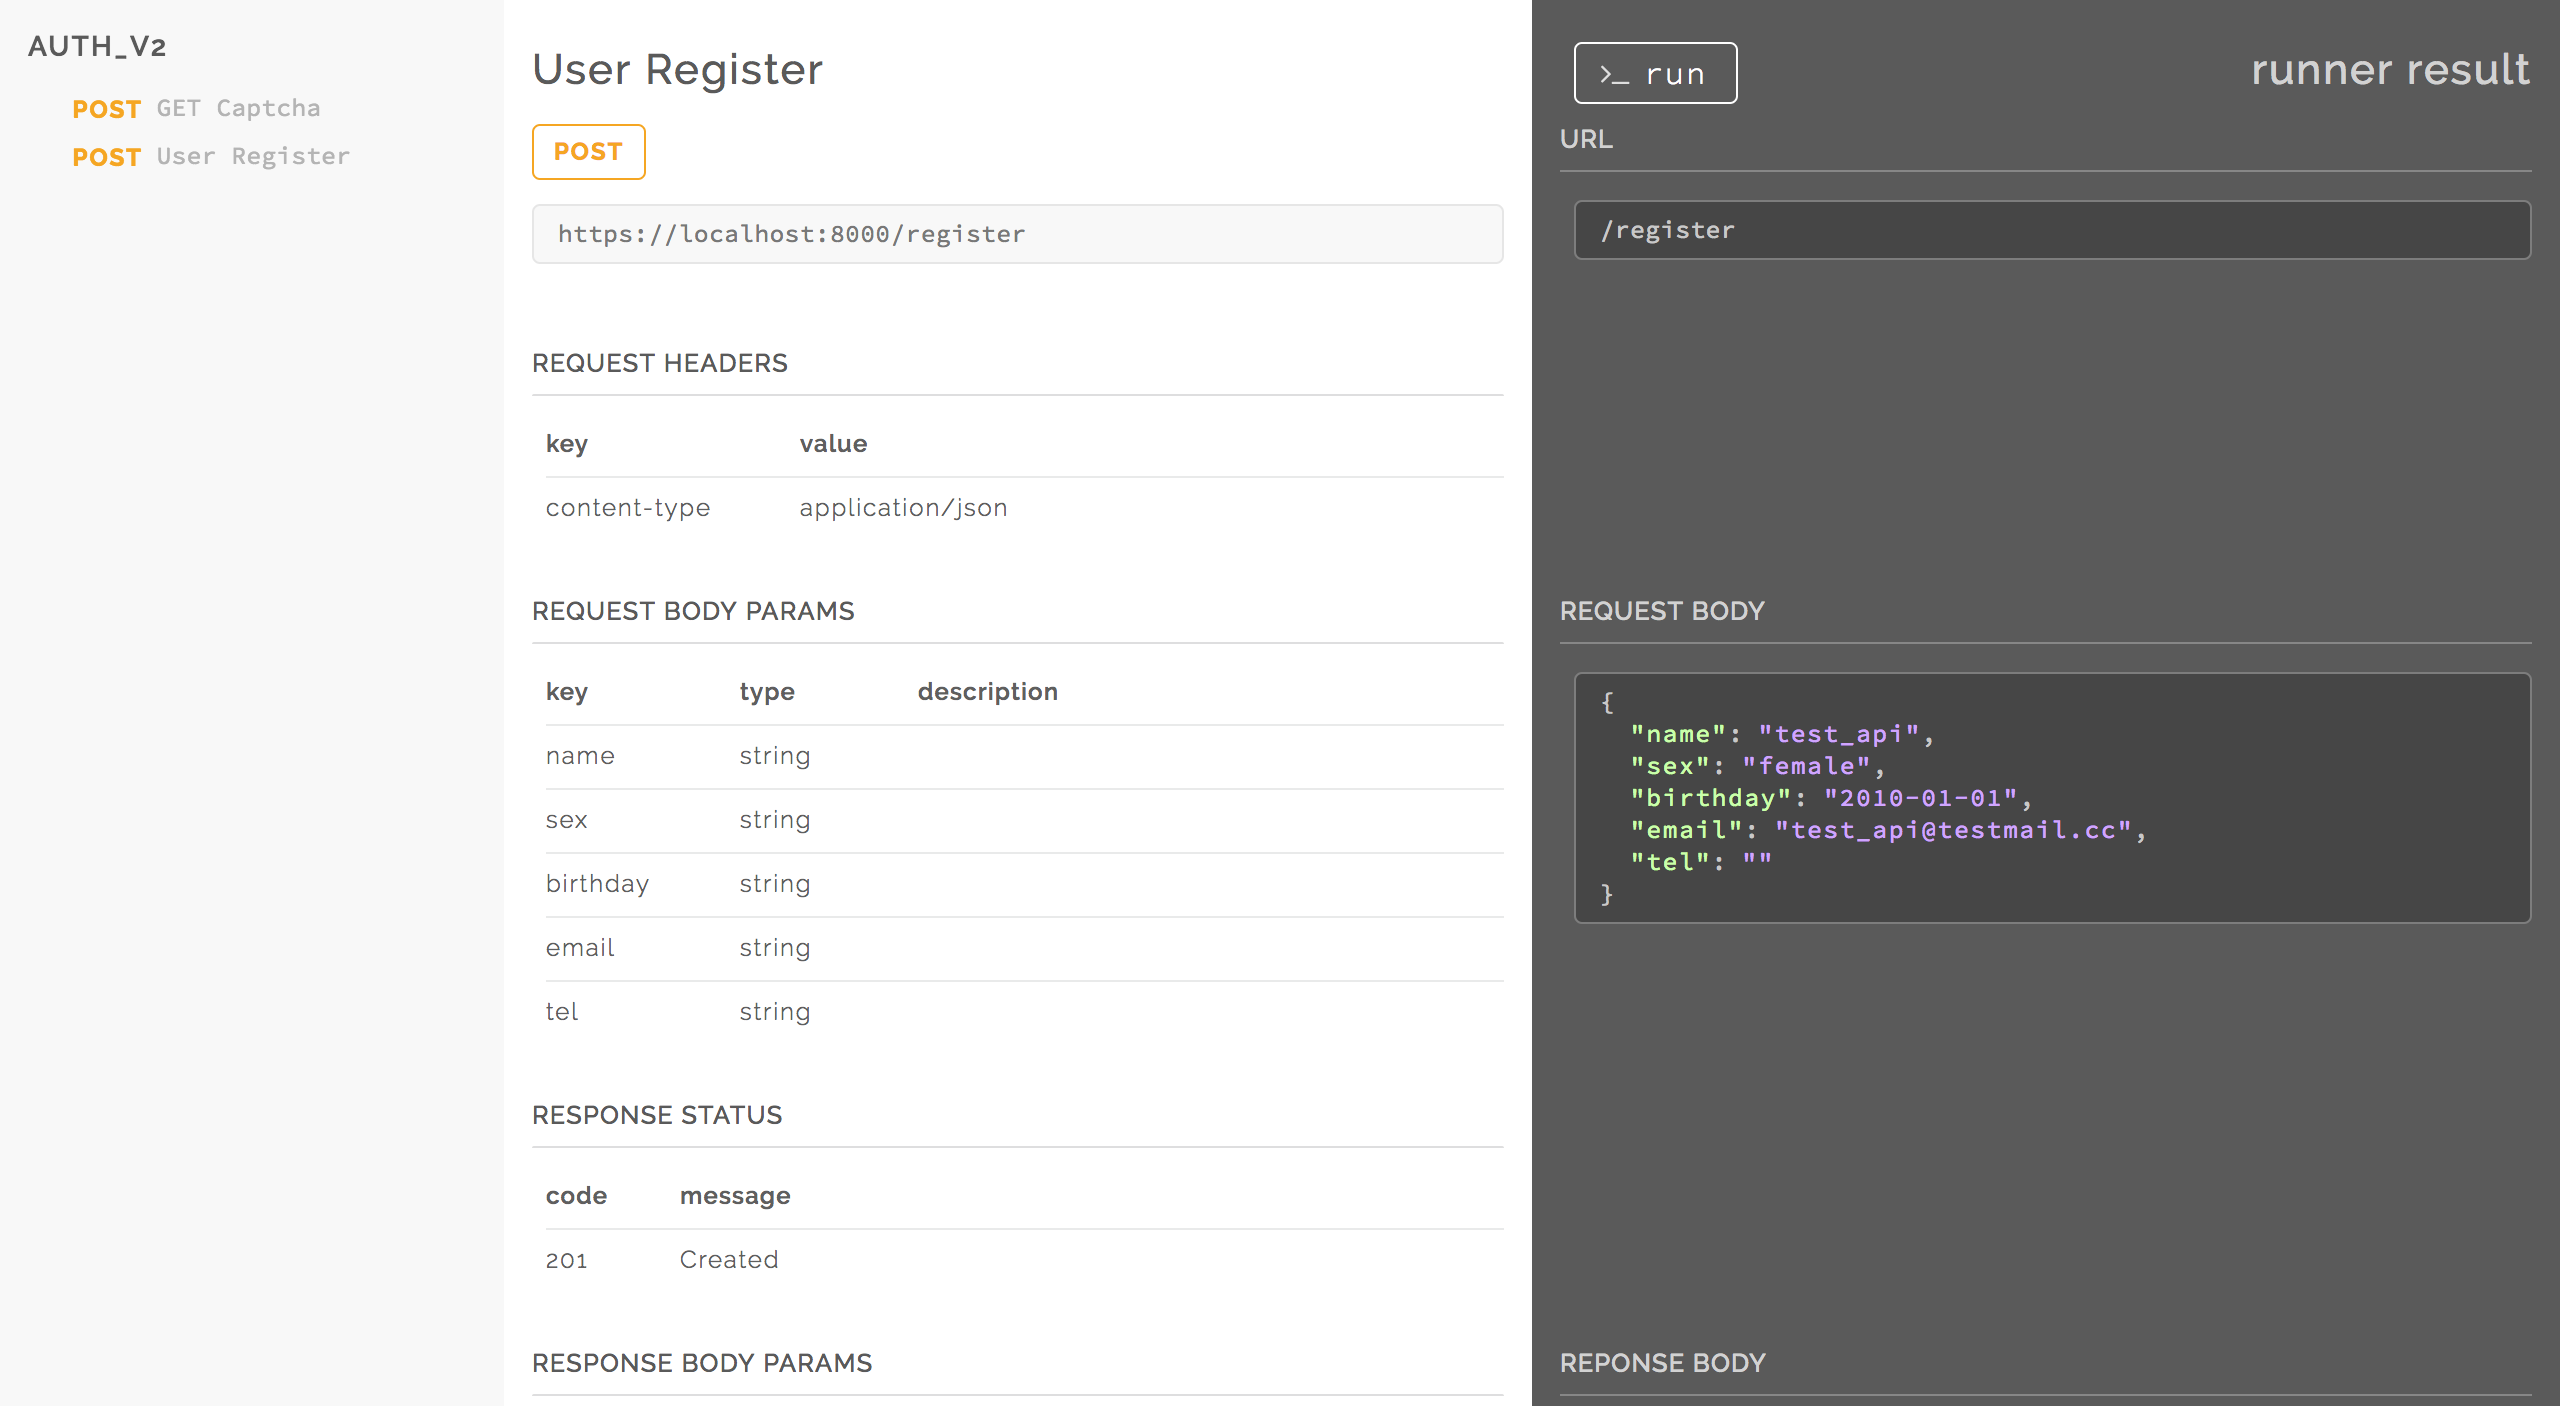 AUTH_V2
POST GET Captcha
POST User Register
User Register
POST
https://localhost:8000/register
REQUEST HEADERS
key value
content-type application/json
REQUEST BODY PARAMS
key type description
name string
sex string
birthday string
email string
tel string
RESPONSE STATUS
code message
201 Created
RESPONSE BODY PARAMS
>_ run
runner result
URL
/register
REQUEST BODY
{
"name": "test_api",
"sex": "female",
"birthday": "2010-01-01",
"email": "test_api@testmail.cc",
"tel": ""
}
REPONSE BODY